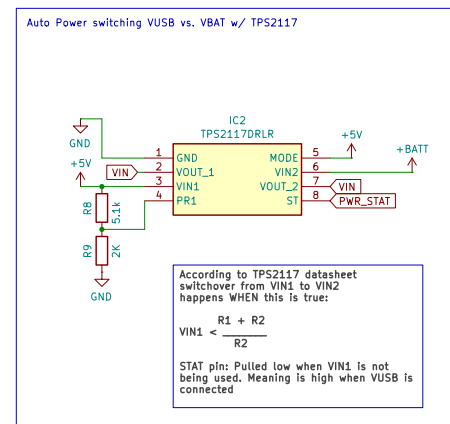 Auto Power switching VUSB vs. VBAT w/ TPS2117
IC2
TPS2117DRLR
GND
+5V
+BATT
1 GND MODE 5
VIN 2 VOUT_1 VIN2 6
+5V 3 VIN1 VOUT_2 7 VIN
4 PR1 ST 8 PWR_STAT
R8 5.1k
R9 2K
GND
According to TPS2117 datasheet
switchover from VIN1 to VIN2
happens WHEN this is true:
R1 + R2
VIN1 < ______
R2
STAT pin: Pulled low when VIN1 is not
being used. Meaning is high when VUSB is
connected